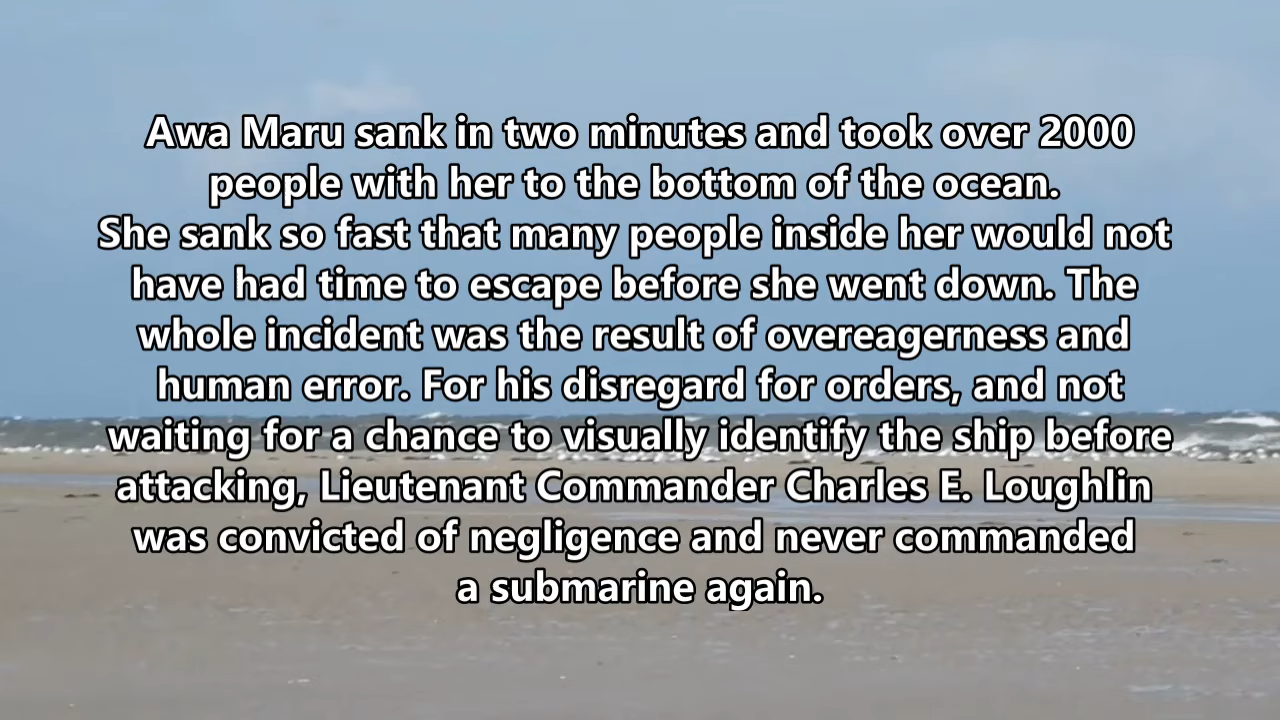 Awa Maru sank in two minutes and took over 2000
people with her to the bottom of the ocean.
She sank so fast that many people inside her would not
have had time to escape before she went down. The
whole incident was the result of overeagerness and
human error. For his disregard for orders, and not
waiting for a chance to visually identify the ship before
attacking, Lieutenant Commander Charles E. Loughlin
was convicted of negligence and never commanded
a submarine again.